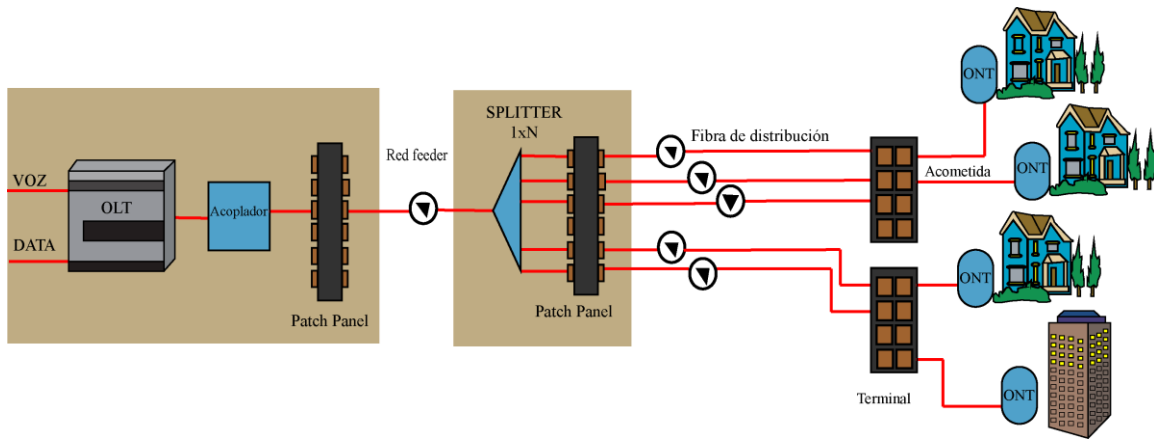 VOZ
DATA
OLT
Acoplador
Patch Panel
Red feeder
SPLITTER
1xN
Patch Panel
Fibra de distribución
Acometida
Terminal
ONT
ONT
ONT
ONT